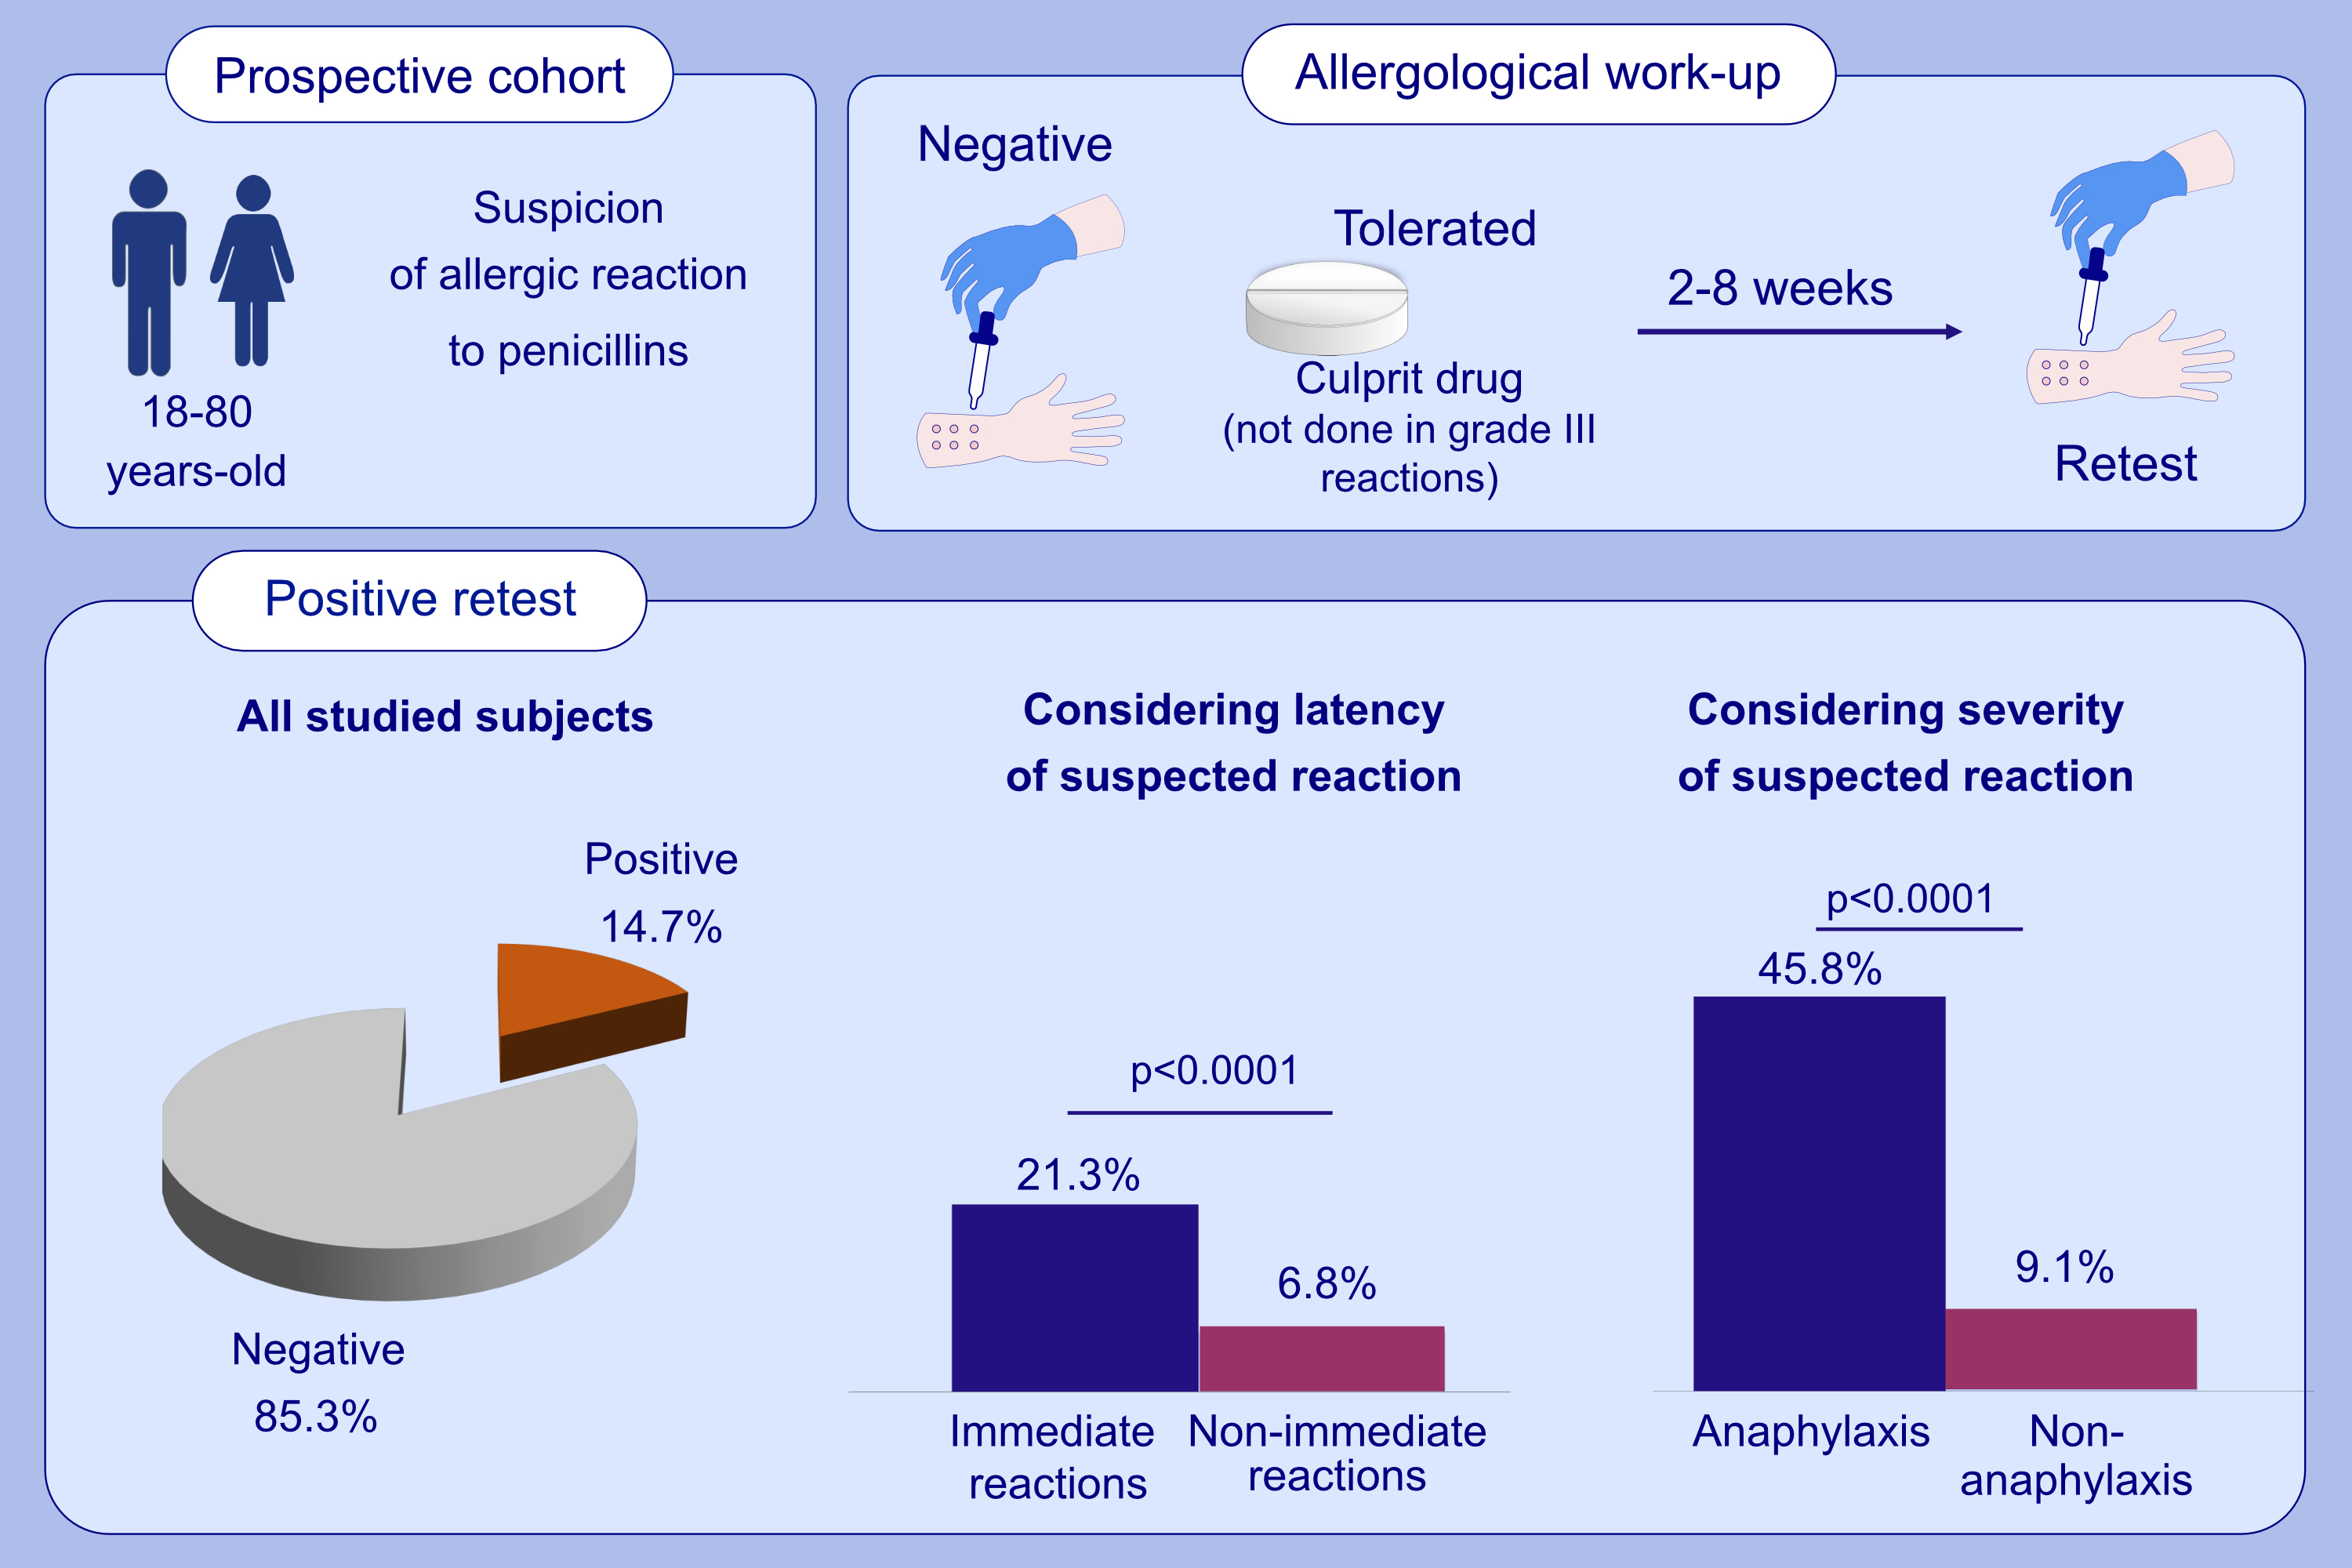 Prospective cohort
Suspicion
of allergic reaction
to penicillins
18-80
years-old
Allergological work-up
Negative
Tolerated
Culprit drug
(not done in grade III
reactions)
2-8 weeks
Retest
Positive retest
All studied subjects
Positive
14.7%
Negative
85.3%
Considering latency
of suspected reaction
p<0.0001
21.3%
6.8%
Immediate
reactions
Non-immediate
reactions
Considering severity
of suspected reaction
p<0.0001
45.8%
9.1%
Anaphylaxis
Non-
anaphylaxis